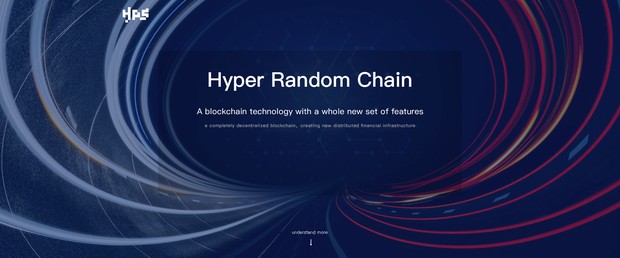 HPS
Hyper Random Chain
A blockchain technology with a whole new set of features
e completely decentralized blockchain, creating new distributed financial infrastructure
understand more
↓